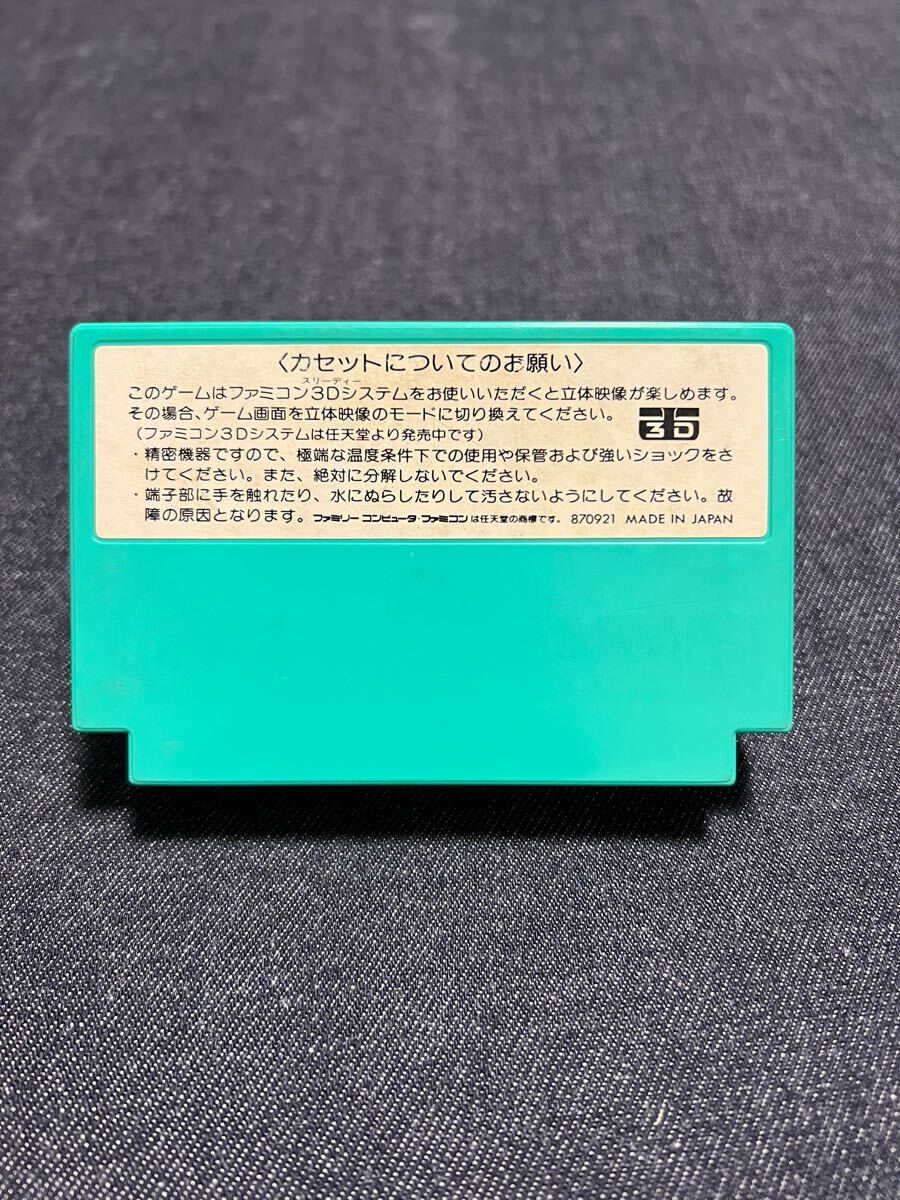 〈カセットについてのお願い〉
スリーディー
このゲームはファミコン3Dシステムをお使いいただくと立体映像が楽しめます。
その場合、ゲーム画面を立体映像のモードに切り換えてください。
3D
(ファミコン3Dシステムは任天堂より発売中です)
・精密機器ですので、極端な温度条件下での使用や保管および強いショックをさ
けてください。また、絶対に分解しないでください。
・端子部に手を触れたり、水にぬらしたりして汚さないようにしてください。故
障の原因となります。ファミリーコンピュータ・ファミコンは任天堂の商標です。 870921 MADE IN JAPAN